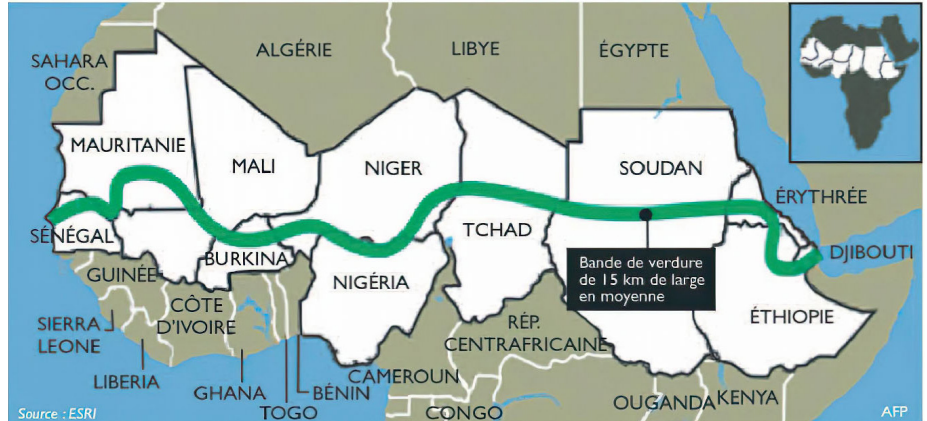 ALGÉRIE
LIBYE
ÉGYPTE
SAHARA
OCC.
MAURITANIE
MALI
NIGER
SOUDAN
ÉRYTHRÉE
TCHAD
SÉNÉGAL
DJIBOUTI
BURKINA
Bande de verdure
de 15 km de large
en moyenne
GUINÉE
NIGÉRIA
CÔTE
D'IVOIRE
ÉTHIOPIE
SIERRA
LEONE
RÉP.
CENTRAFRICAINE
LIBERIA
GHANA
TOGO
BÉNIN
CAMEROUN
CONGO
OUGANDA
KENYA
Source : ESRI
AFP